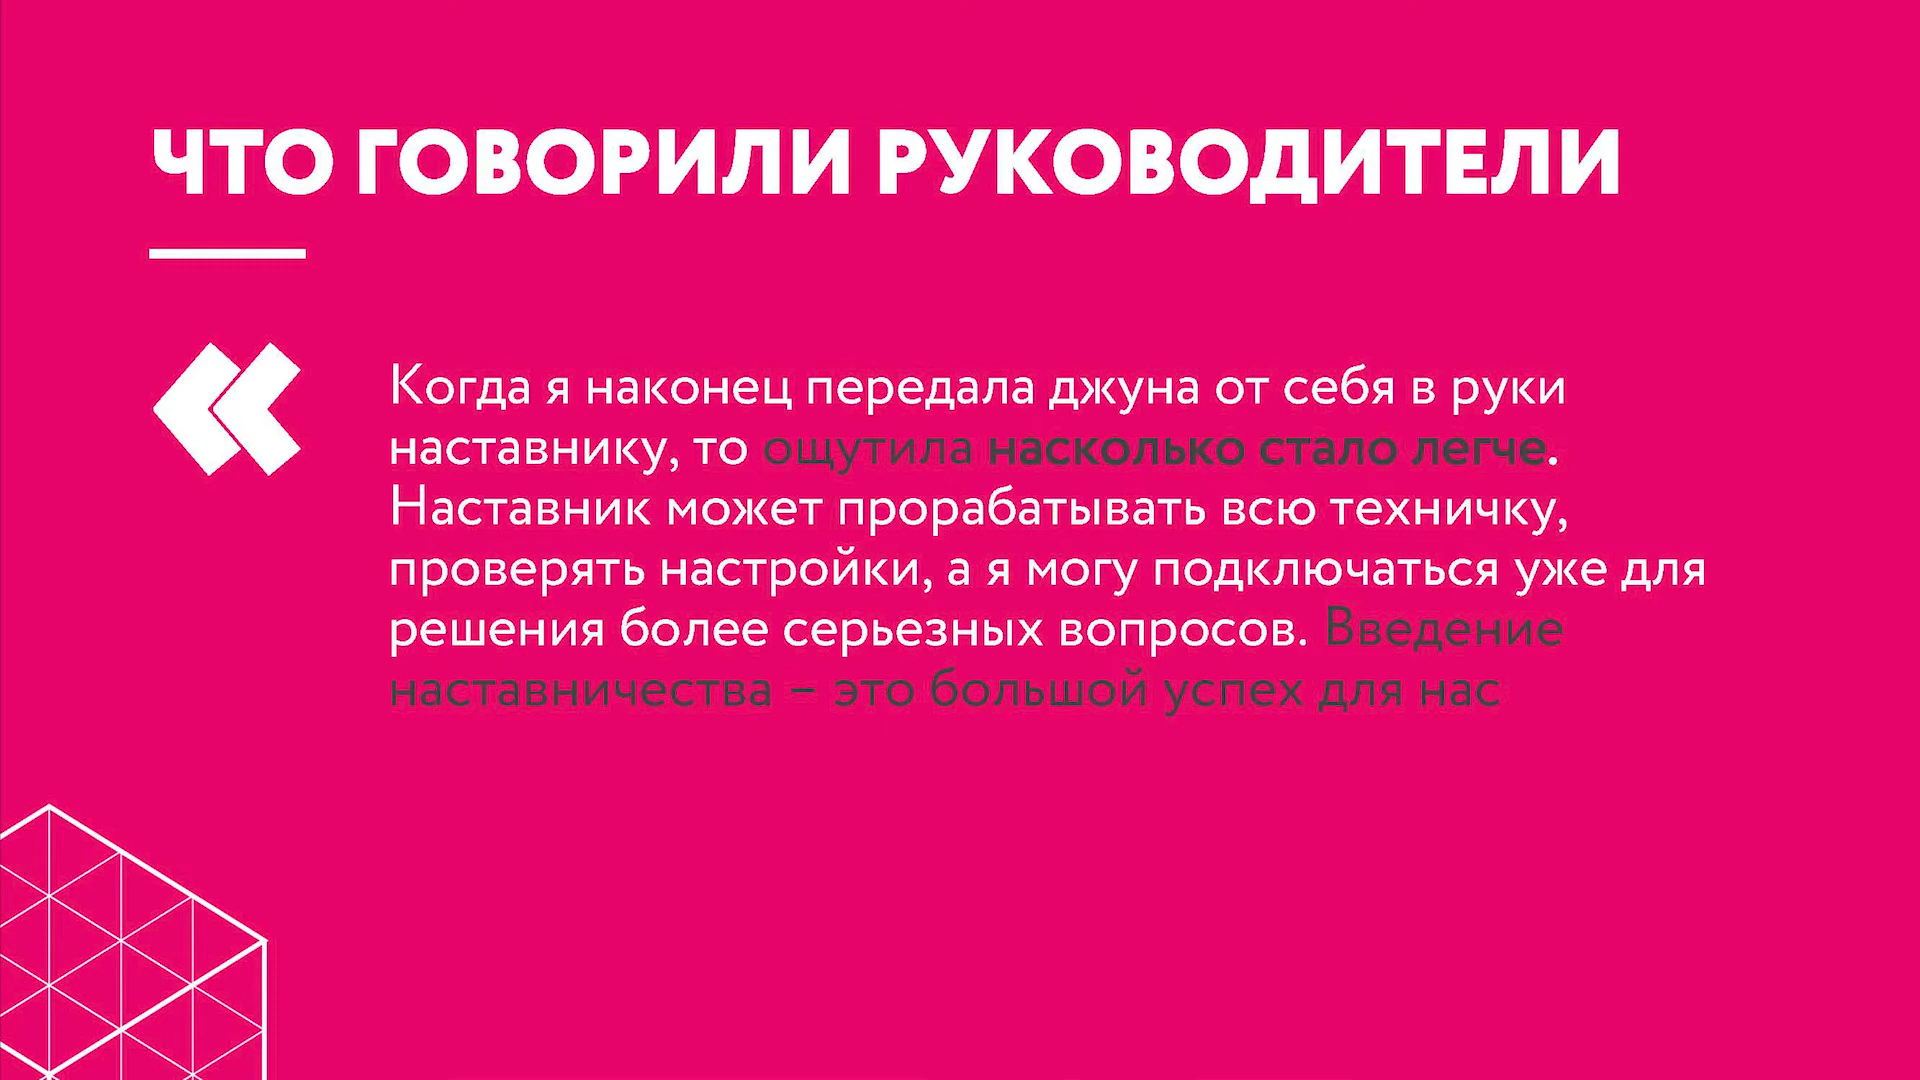 ЧТО ГОВОРИЛИ РУКОВОДИТЕЛИ
Когда я наконец передала джуна от себя в руки
наставнику, то ощутила насколько стало легче.
Наставник может прорабатывать всю техничку,
проверять настройки, а я могу подключаться уже для
решения более серьезных вопросов. Введение
наставничества – это большой успех для нас